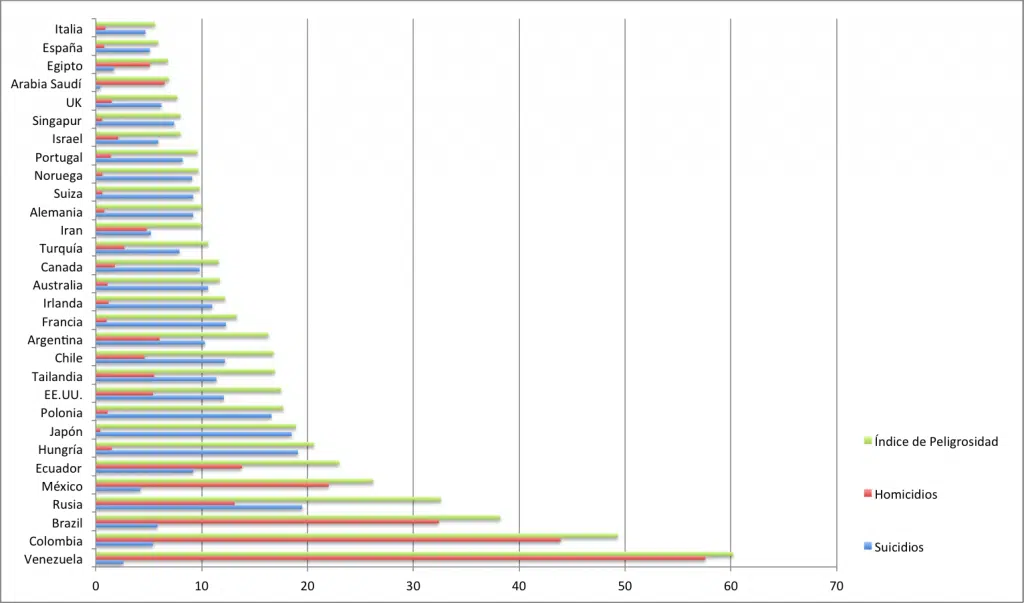 Italia
España
Egipto
Arabia Saudí
UK
Singapur
Israel
Portugal
Noruega
Suiza
Alemania
Iran
Turquía
Canada
Australia
Irlanda
Francia
Argentina
Chile
Tailandia
EE.UU.
Polonia
Japón
Hungría
Ecuador
México
Rusia
Brazil
Colombia
Venezuela
0 10 20 30 40 50 60 70
Índice de Peligrosidad
Homicidios
Suicidios